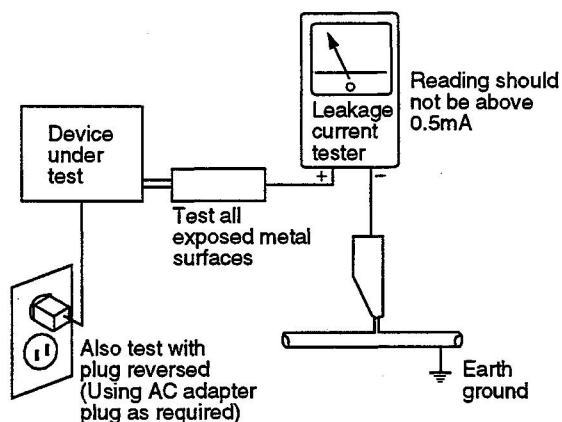 Device
under
test
Leakage
current
tester
Reading should
not be above
0.5mA
+
−
Test all
exposed metal
surfaces
Also test with
plug reversed
(Using AC adapter
plug as required)
Earth
ground